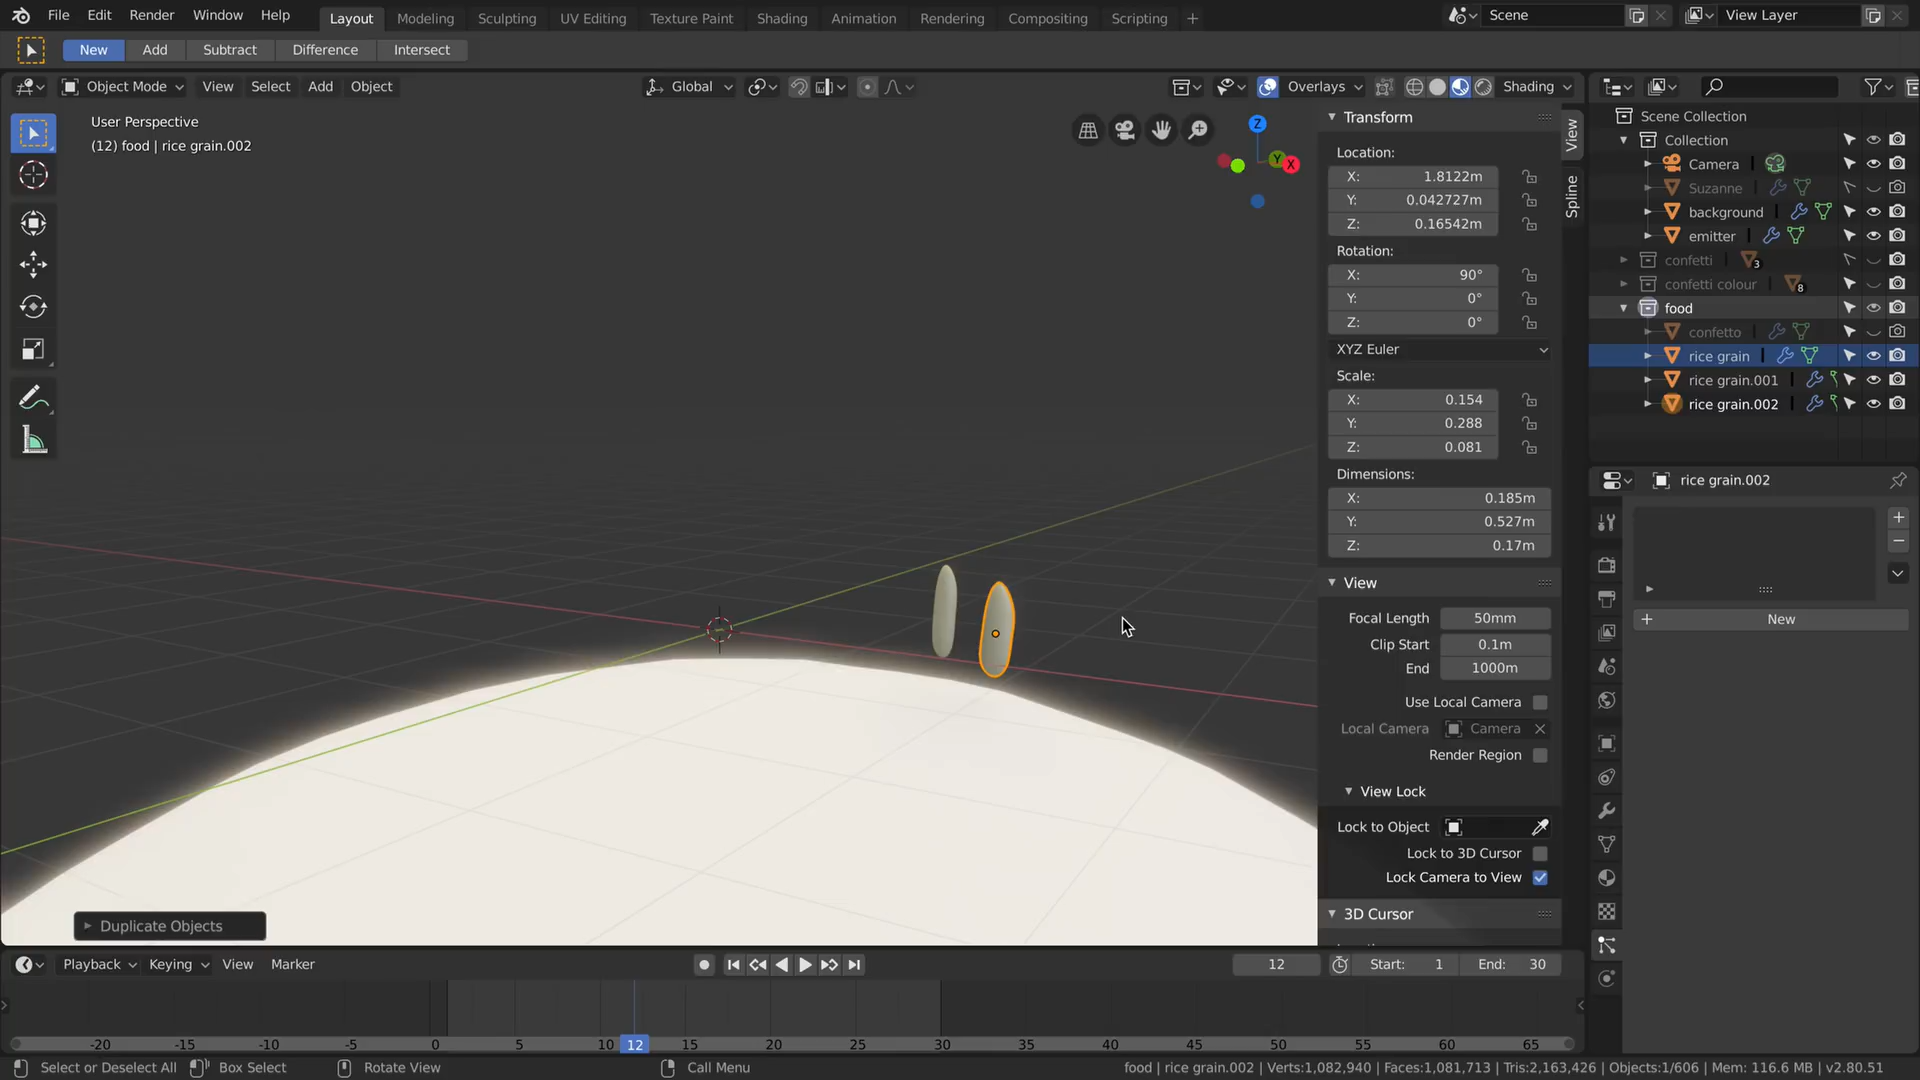 File Edit Render Window Help Layout Modeling Sculpting UV Editing Texture Paint Shading Animation Rendering Compositing Scripting + Scene View Layer
New Add Subtract Difference Intersect
Object Mode View Select Add Object Global Overlays Shading
User Perspective
(12) food | rice grain.002
Z
Y
X
Transform
Location:
X: 1.8122m
Y: 0.042727m
Z: 0.16542m
Rotation:
X: 90°
Y: 0°
Z: 0°
XYZ Euler
Scale:
X: 0.154
Y: 0.288
Z: 0.081
Dimensions:
X: 0.185m
Y: 0.527m
Z: 0.17m
View
Focal Length 50mm
Clip Start 0.1m
End 1000m
Use Local Camera
Local Camera Camera
Render Region
View Lock
Lock to Object
Lock to 3D Cursor
Lock Camera to View
3D Cursor
View
Spline
Scene Collection
Collection
Camera
Suzanne
background
emitter
confetti 3
confetti colour 8
food
confetto
rice grain
rice grain.001
rice grain.002
rice grain.002
+ New
Duplicate Objects
Playback Keying View Marker 12 Start: 1 End: 30
-20 -15 -10 -5 0 5 10 12 15 20 25 30 35 40 45 50 55 60 65
Select or Deselect All Box Select Rotate View Call Menu food | rice grain.002 | Verts:1,082,940 | Faces:1,081,713 | Tris:2,163,426 | Objects:1/606 | Mem: 116.6 MB | v2.80.51